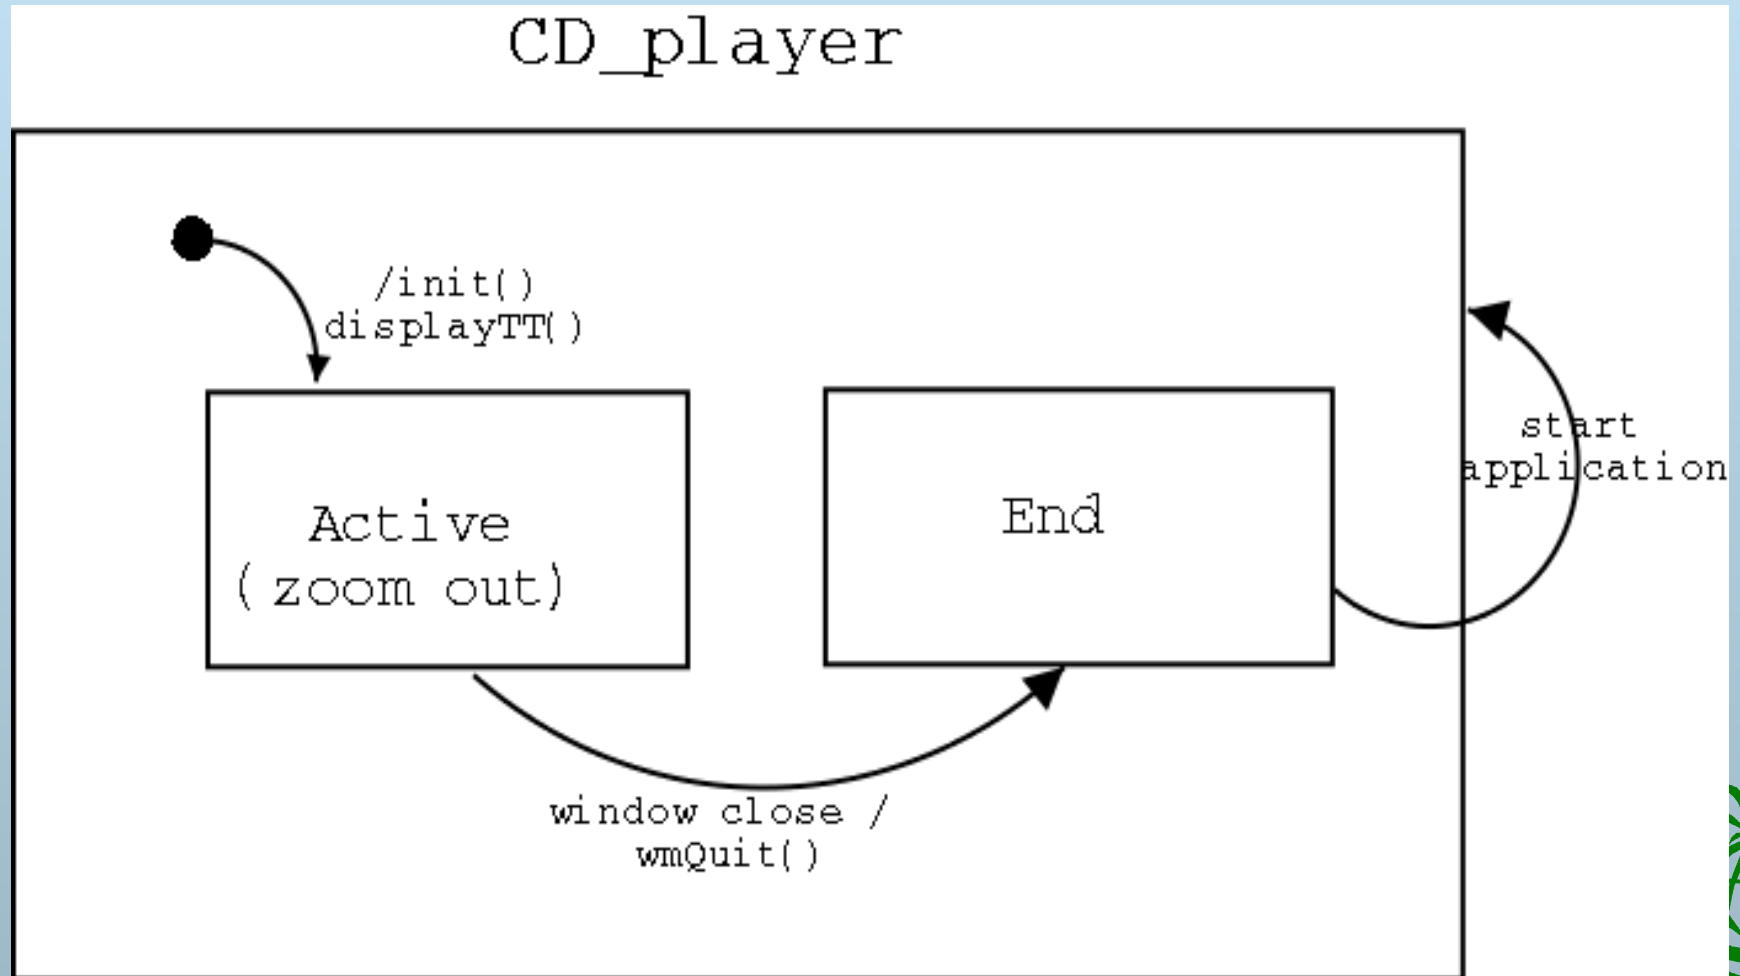 CD_player
/init()
displayTT()
start
application
Active
(zoom out)
End
window close /
wmQuit()